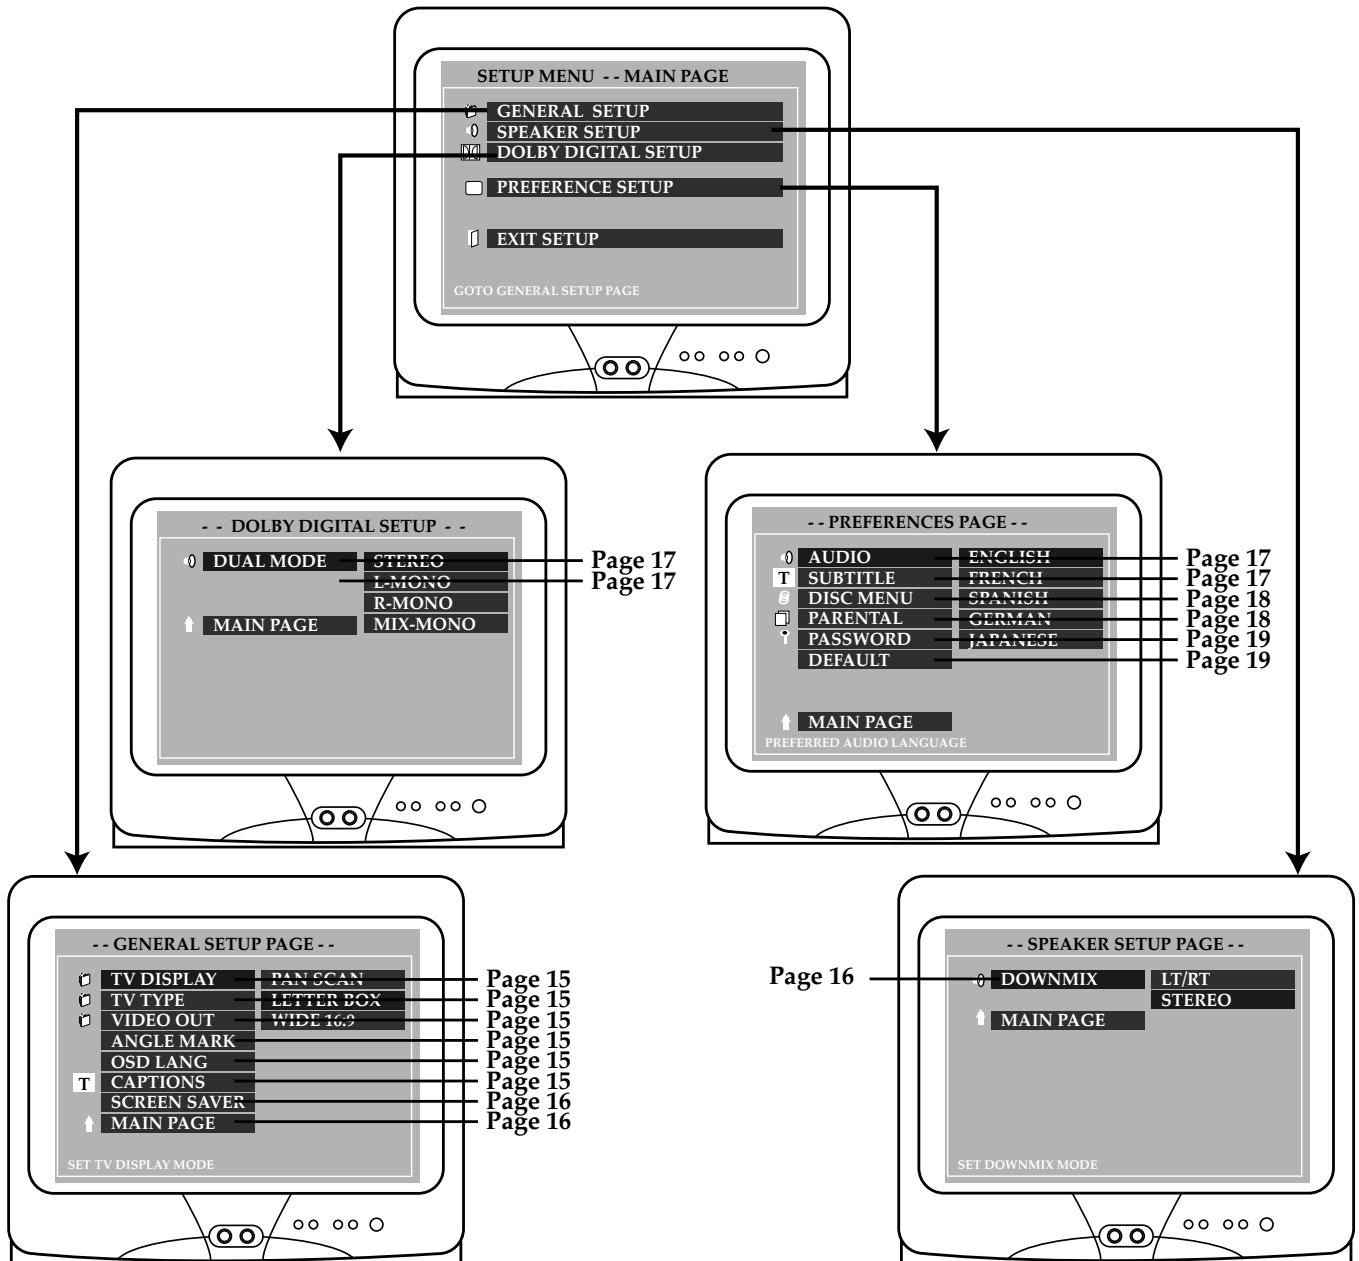 SETUP MENU - - MAIN PAGE
GENERAL SETUP
SPEAKER SETUP
DOLBY DIGITAL SETUP
PREFERENCE SETUP
EXIT SETUP
GOTO GENERAL SETUP PAGE
- - DOLBY DIGITAL SETUP - -
DUAL MODE STEREO Page 17
L-MONO Page 17
R-MONO
MAIN PAGE MIX-MONO
- - PREFERENCES PAGE - -
AUDIO ENGLISH Page 17
T SUBTITLE FRENCH Page 17
DISC MENU SPANISH Page 18
PARENTAL GERMAN Page 18
PASSWORD JAPANESE Page 19
DEFAULT Page 19
MAIN PAGE
PREFERRED AUDIO LANGUAGE
- - GENERAL SETUP PAGE - -
TV DISPLAY PAN SCAN Page 15
TV TYPE LETTER BOX Page 15
VIDEO OUT WIDE 16:9 Page 15
ANGLE MARK Page 15
OSD LANG Page 15
T CAPTIONS Page 15
SCREEN SAVER Page 16
MAIN PAGE Page 16
SET TV DISPLAY MODE
- - SPEAKER SETUP PAGE - -
Page 16 DOWNMIX LT/RT
STEREO
MAIN PAGE
SET DOWNMIX MODE